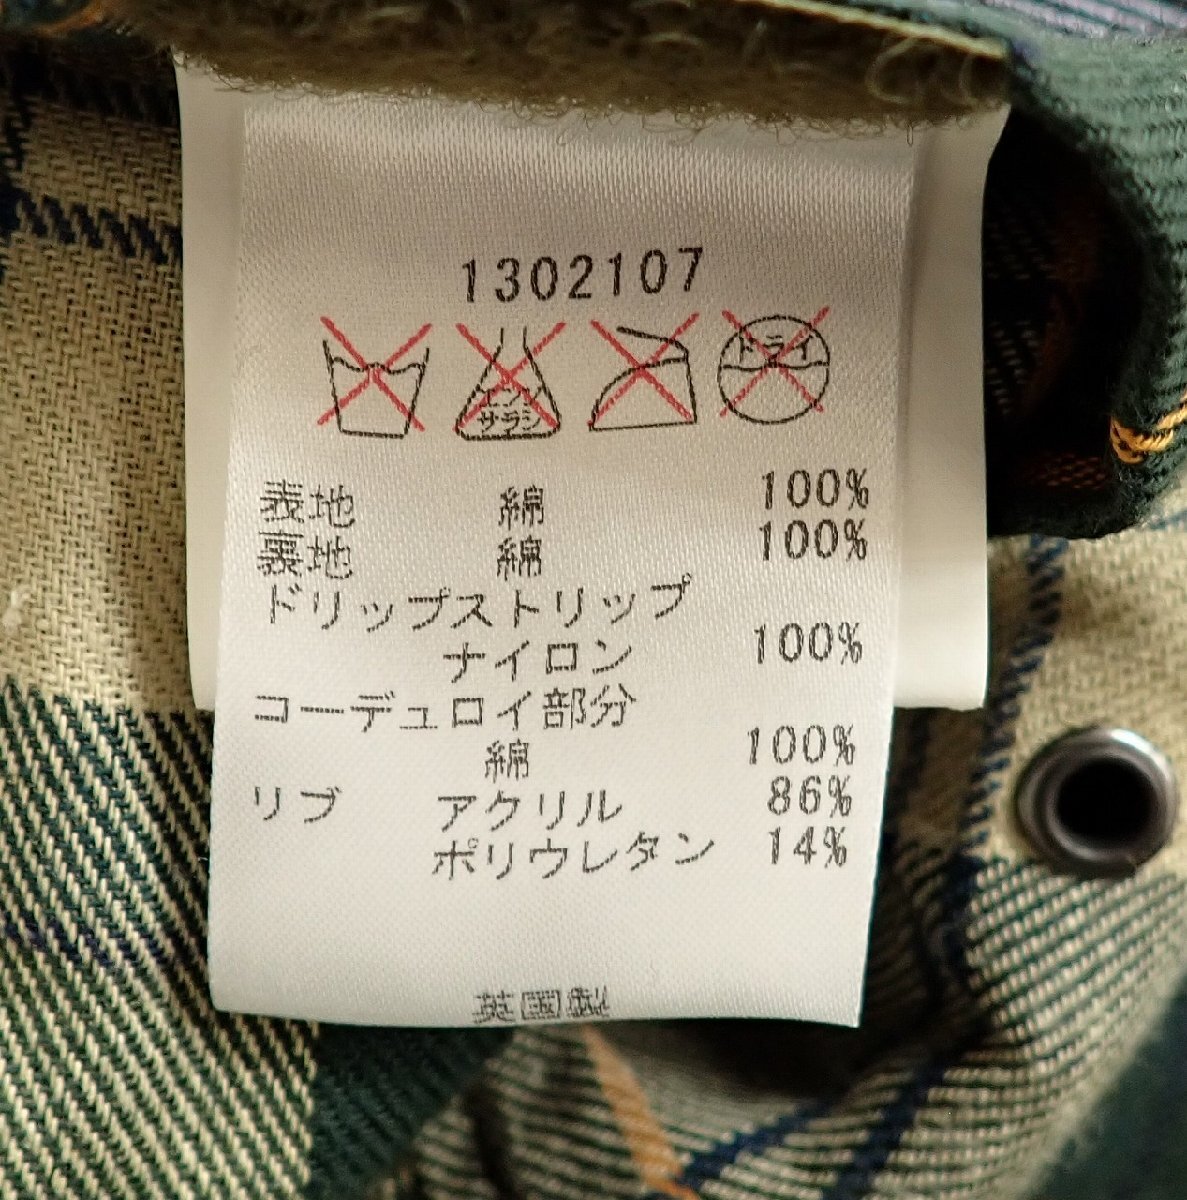 1302107
エンソ
サラシ
ドライ
表地 綿 100%
裏地 綿 100%
ドリップストリップ
ナイロン 100%
コーデュロイ部分
綿 100%
リブ アクリル 86%
ポリウレタン 14%
英国製